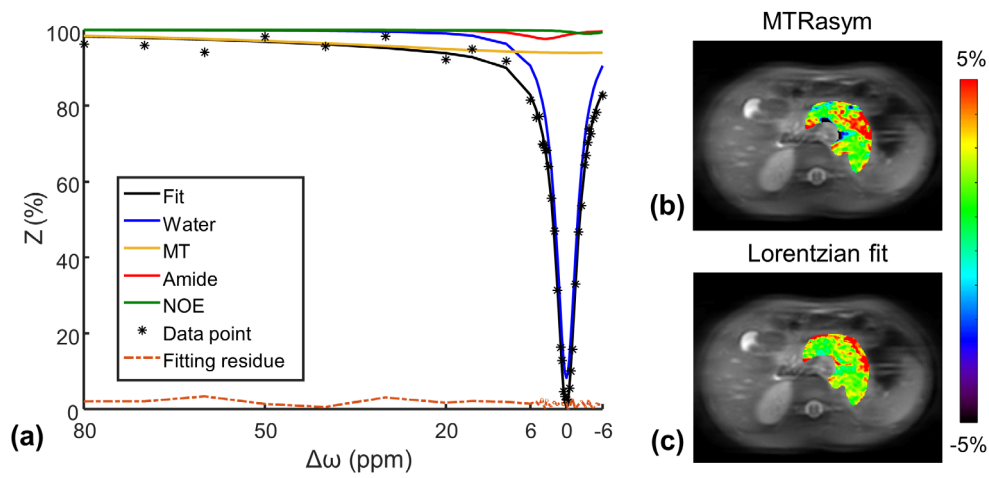 100
80
60
40
20
0
Z (%)
Fit
Water
MT
Amide
NOE
Data point
Fitting residue
80
50
20
6
0
-6
Δω (ppm)
(a)
MTRasym
(b)
Lorentzian fit
(c)
5%
-5%